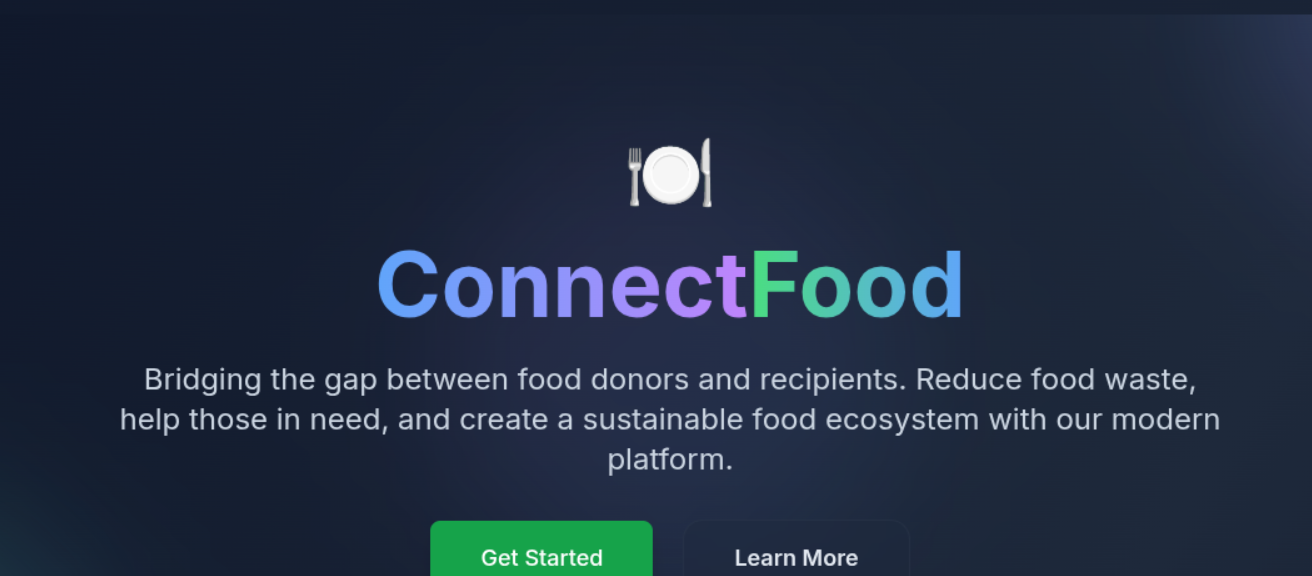 ConnectFood
Bridging the gap between food donors and recipients. Reduce food waste,
help those in need, and create a sustainable food ecosystem with our modern
platform.
Get Started
Learn More